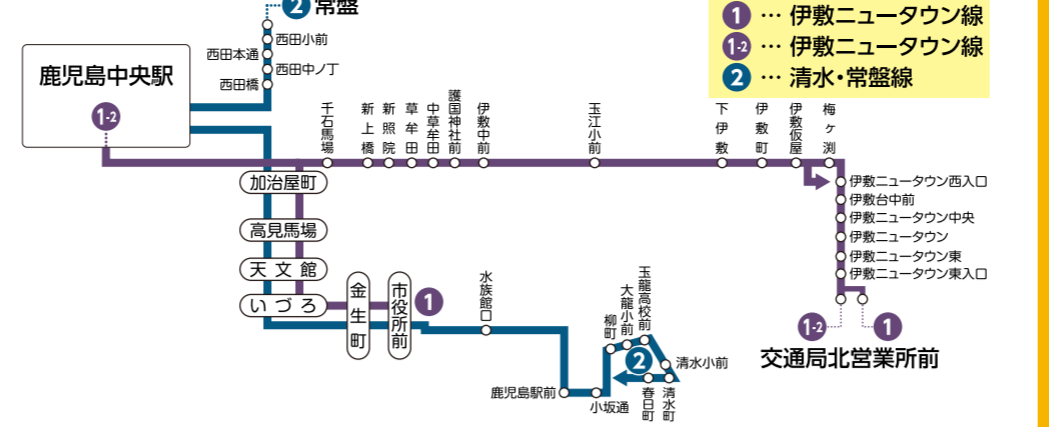 2 常盤
西田小前
西田本通
西田中ノ丁
西田橋
1 … 伊敷ニュータウン線
1-2 … 伊敷ニュータウン線
2 … 清水・常盤線
鹿児島中央駅
1-2
千石馬場
新上橋
新照院
草牟田
中草牟田
護国神社前
伊敷中前
玉江小前
下伊敷
伊敷町
伊敷仮屋
梅ヶ渕
伊敷ニュータウン西入口
伊敷台中前
伊敷ニュータウン中央
伊敷ニュータウン
伊敷ニュータウン東
伊敷ニュータウン東入口
1-2
1
交通局北営業所前
加治屋町
高見馬場
天文館
いづろ
金生町
市役所前
1
水族館口
鹿児島駅前
小坂通
柳町
大龍小前
玉龍高校前
2
清水小前
春日町
清水町